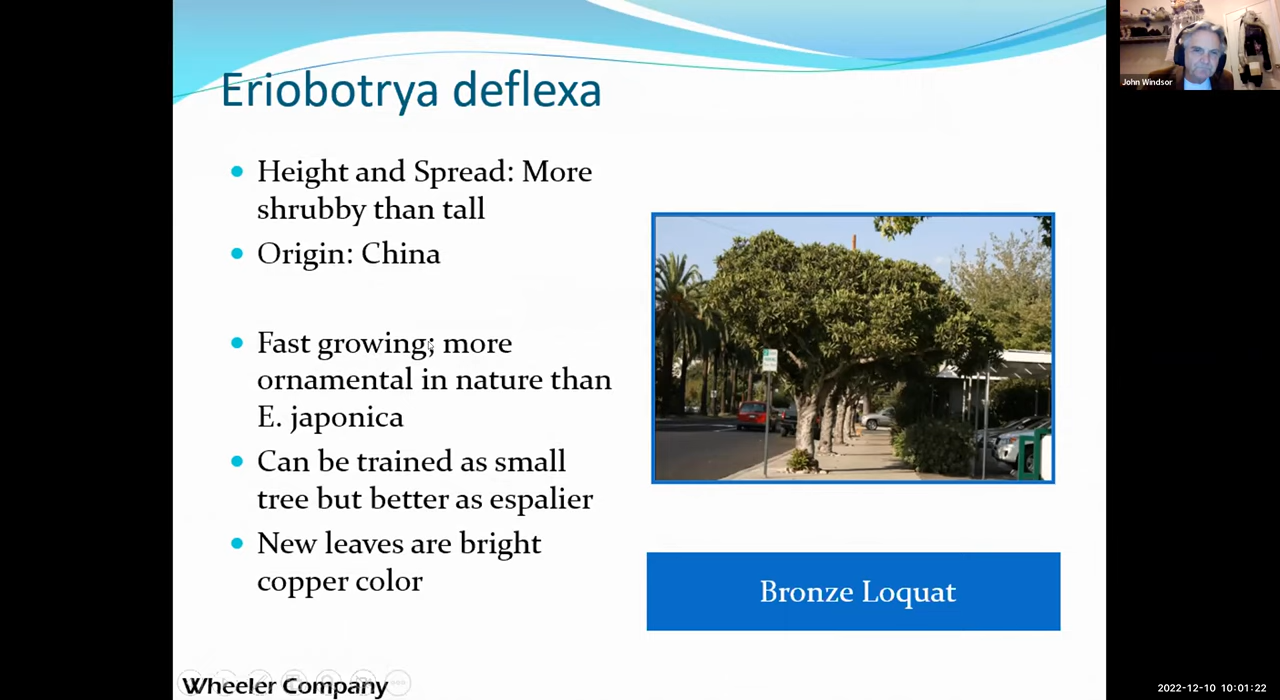 Eriobotrya deflexa
John Windsor
Height and Spread: More
shrubby than tall
Origin: China
Fast growing; more
ornamental in nature than
E. japonica
Can be trained as small
tree but better as espalier
New leaves are bright
copper color
Bronze Loquat
Wheeler Company
2022-12-10 10:01:22